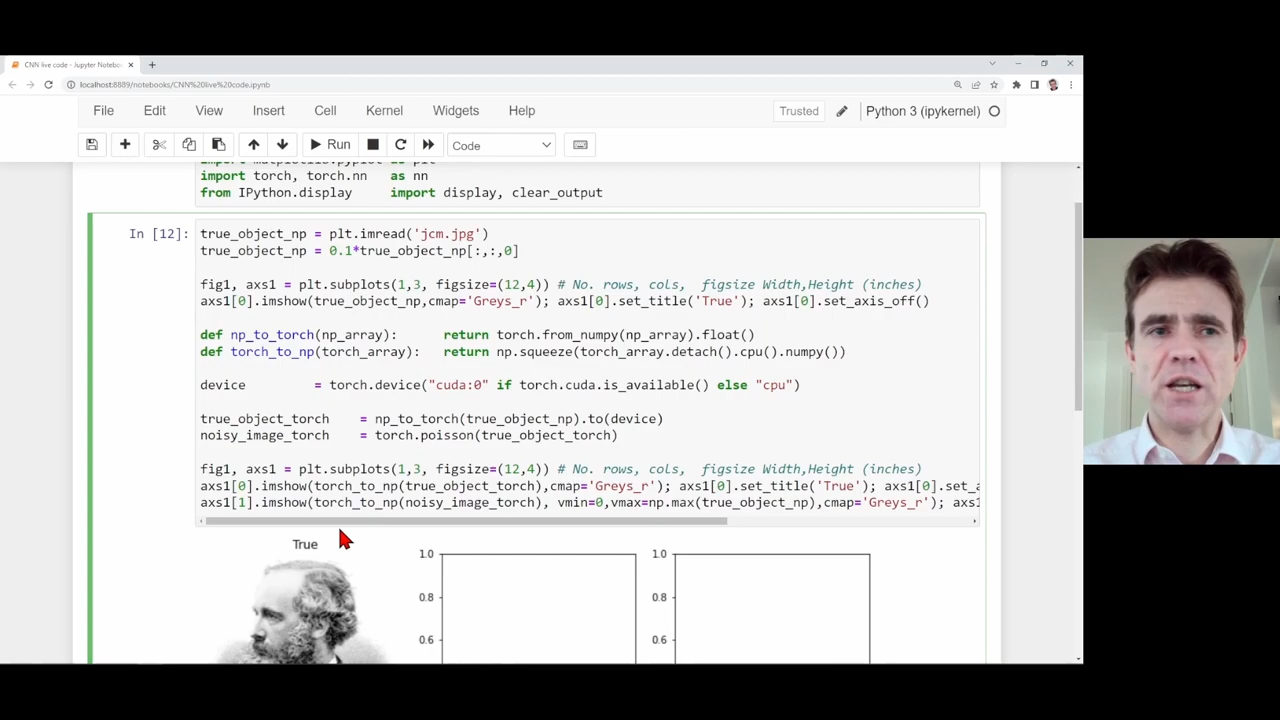 CNN live code - Jupyter Notebo
localhost:8889/notebooks/CNN%20live%20code.ipynb
File Edit View Insert Cell Kernel Widgets Help Trusted Python 3 (ipykernel)
Run Code
import matplotlib.pyplot as plt
import torch, torch.nn as nn
from IPython.display import display, clear_output
In [12]: true_object_np = plt.imread('jcm.jpg')
true_object_np = 0.1*true_object_np[:,:,0]
fig1, axs1 = plt.subplots(1,3, figsize=(12,4)) # No. rows, cols, figsize Width,Height (inches)
axs1[0].imshow(true_object_np,cmap='Greys_r'); axs1[0].set_title('True'); axs1[0].set_axis_off()
def np_to_torch(np_array): return torch.from_numpy(np_array).float()
def torch_to_np(torch_array): return np.squeeze(torch_array.detach().cpu().numpy())
device = torch.device("cuda:0" if torch.cuda.is_available() else "cpu")
true_object_torch = np_to_torch(true_object_np).to(device)
noisy_image_torch = torch.poisson(true_object_torch)
fig1, axs1 = plt.subplots(1,3, figsize=(12,4)) # No. rows, cols, figsize Width,Height (inches)
axs1[0].imshow(torch_to_np(true_object_torch),cmap='Greys_r'); axs1[0].set_title('True'); axs1[0].set_a
axs1[1].imshow(torch_to_np(noisy_image_torch), vmin=0,vmax=np.max(true_object_np),cmap='Greys_r'); axs1
True
1.0 1.0
0.8 0.8
0.6 0.6